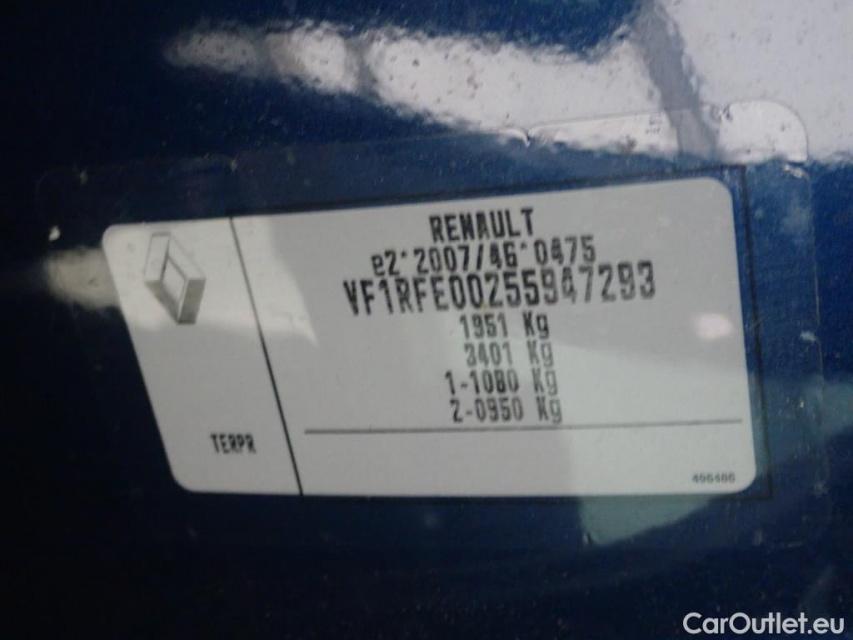 RENAULT
e2*2007/46*0475
VF1RFE00255947293
1951 Kg
3401 Kg
1-1080 Kg
2-0950 Kg
TERPR
496486
CarOutlet.eu